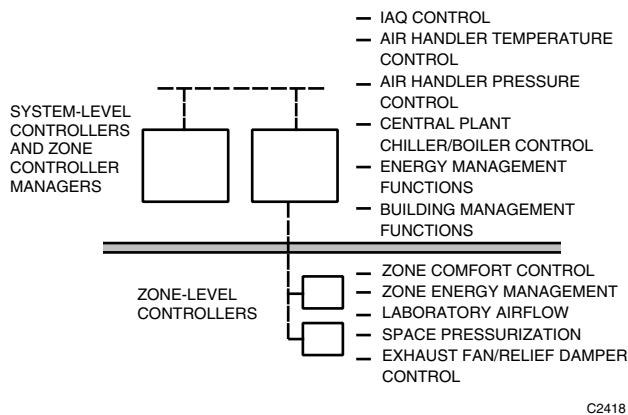 — IAQ CONTROL
— AIR HANDLER TEMPERATURE
CONTROL
— AIR HANDLER PRESSURE
CONTROL
— CENTRAL PLANT
CHILLER/BOILER CONTROL
— ENERGY MANAGEMENT
FUNCTIONS
— BUILDING MANAGEMENT
FUNCTIONS
SYSTEM-LEVEL
CONTROLLERS
AND ZONE
CONTROLLER
MANAGERS
ZONE-LEVEL
CONTROLLERS
— ZONE COMFORT CONTROL
— ZONE ENERGY MANAGEMENT
— LABORATORY AIRFLOW
— SPACE PRESSURIZATION
— EXHAUST FAN/RELIEF DAMPER
CONTROL
C2418